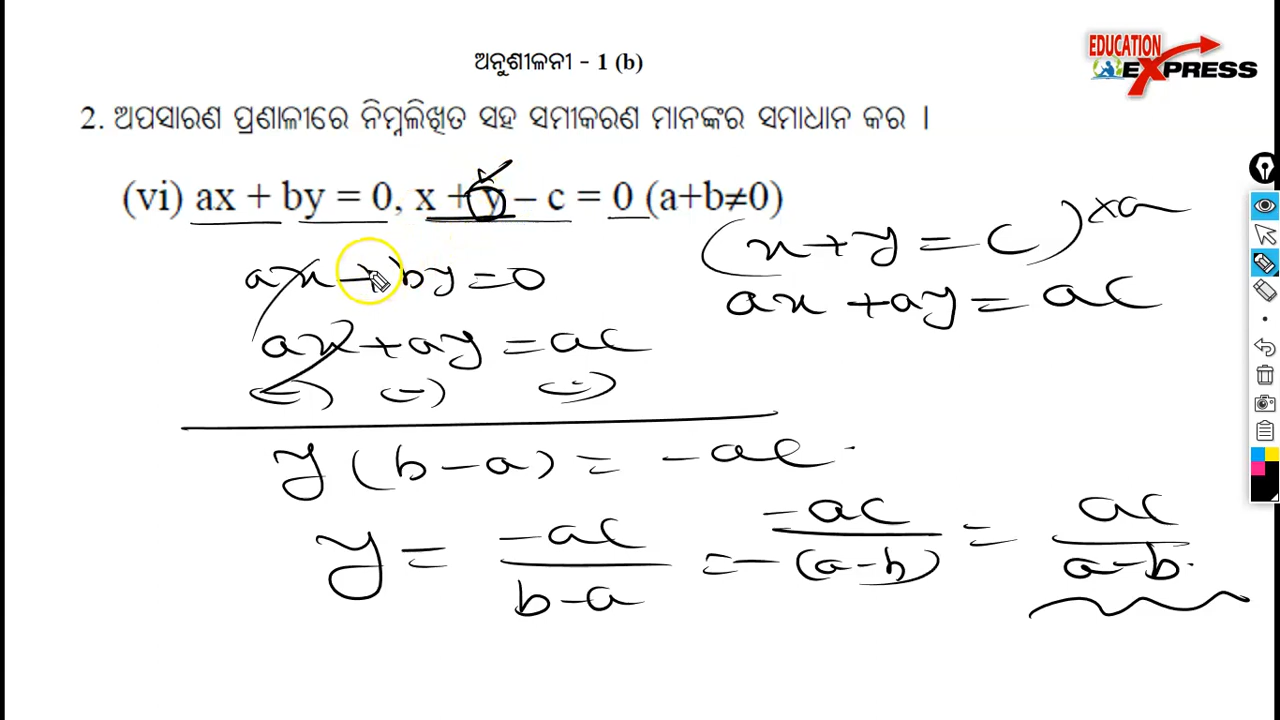 EDUCATION EXPRESS
ଅନୁଶୀଳନୀ - 1 (b)
2. ଅପସାରଣ ପ୍ରଣାଳୀରେ ନିମ୍ନଲିଖିତ ସହ ସମୀକରଣ ମାନଙ୍କର ସମାଧାନ କର ।
(vi) ax + by = 0, x + y – c = 0 (a+b≠0)
(x + y = c) × a
ax + by = 0
ax + ay = ac
ax + ay = ac
(-) (-) (-)
y (b - a) = - ac
y = -ac / b-a = -ac / -(a-b) = ac / a-b